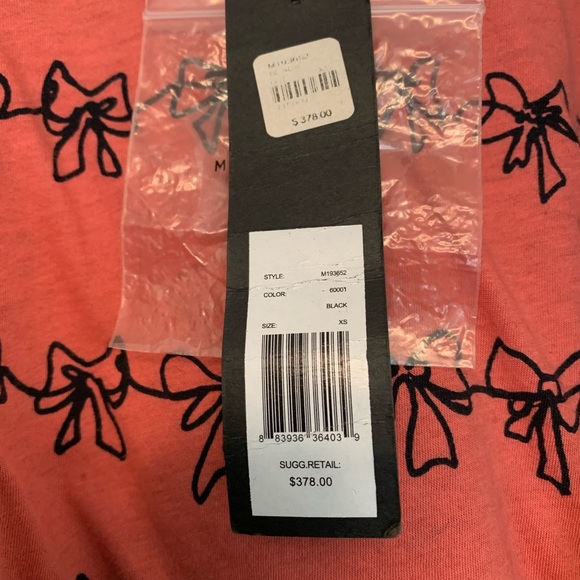 M193652
$ 378.00
M
STYLE: M193652
COLOR: 60001
BLACK
SIZE: XS
8 83936 36403 9
SUGG.RETAIL:
$378.00